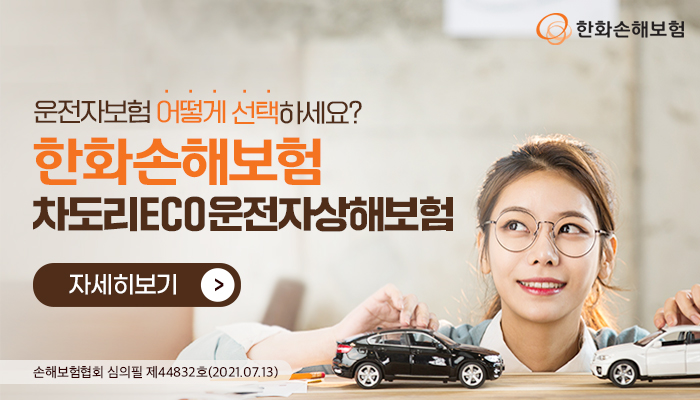 한화손해보험
운전자보험 어떻게 선택하세요?
한화손해보험
차도리ECO운전자상해보험
자세히보기 >
손해보험협회 심의필 제44832호(2021.07.13)